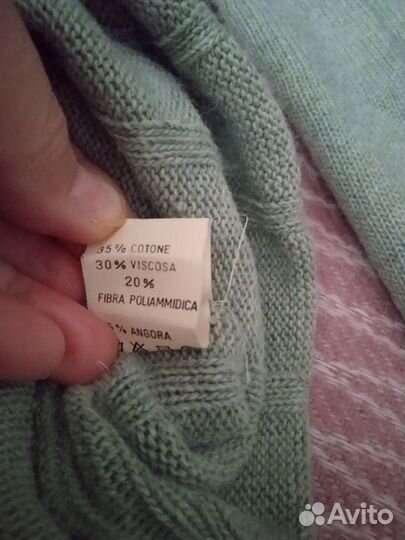 35% COTONE
30% VISCOSA
20%
FIBRA POLIAMMIDICA
5% ANGORA
Avito